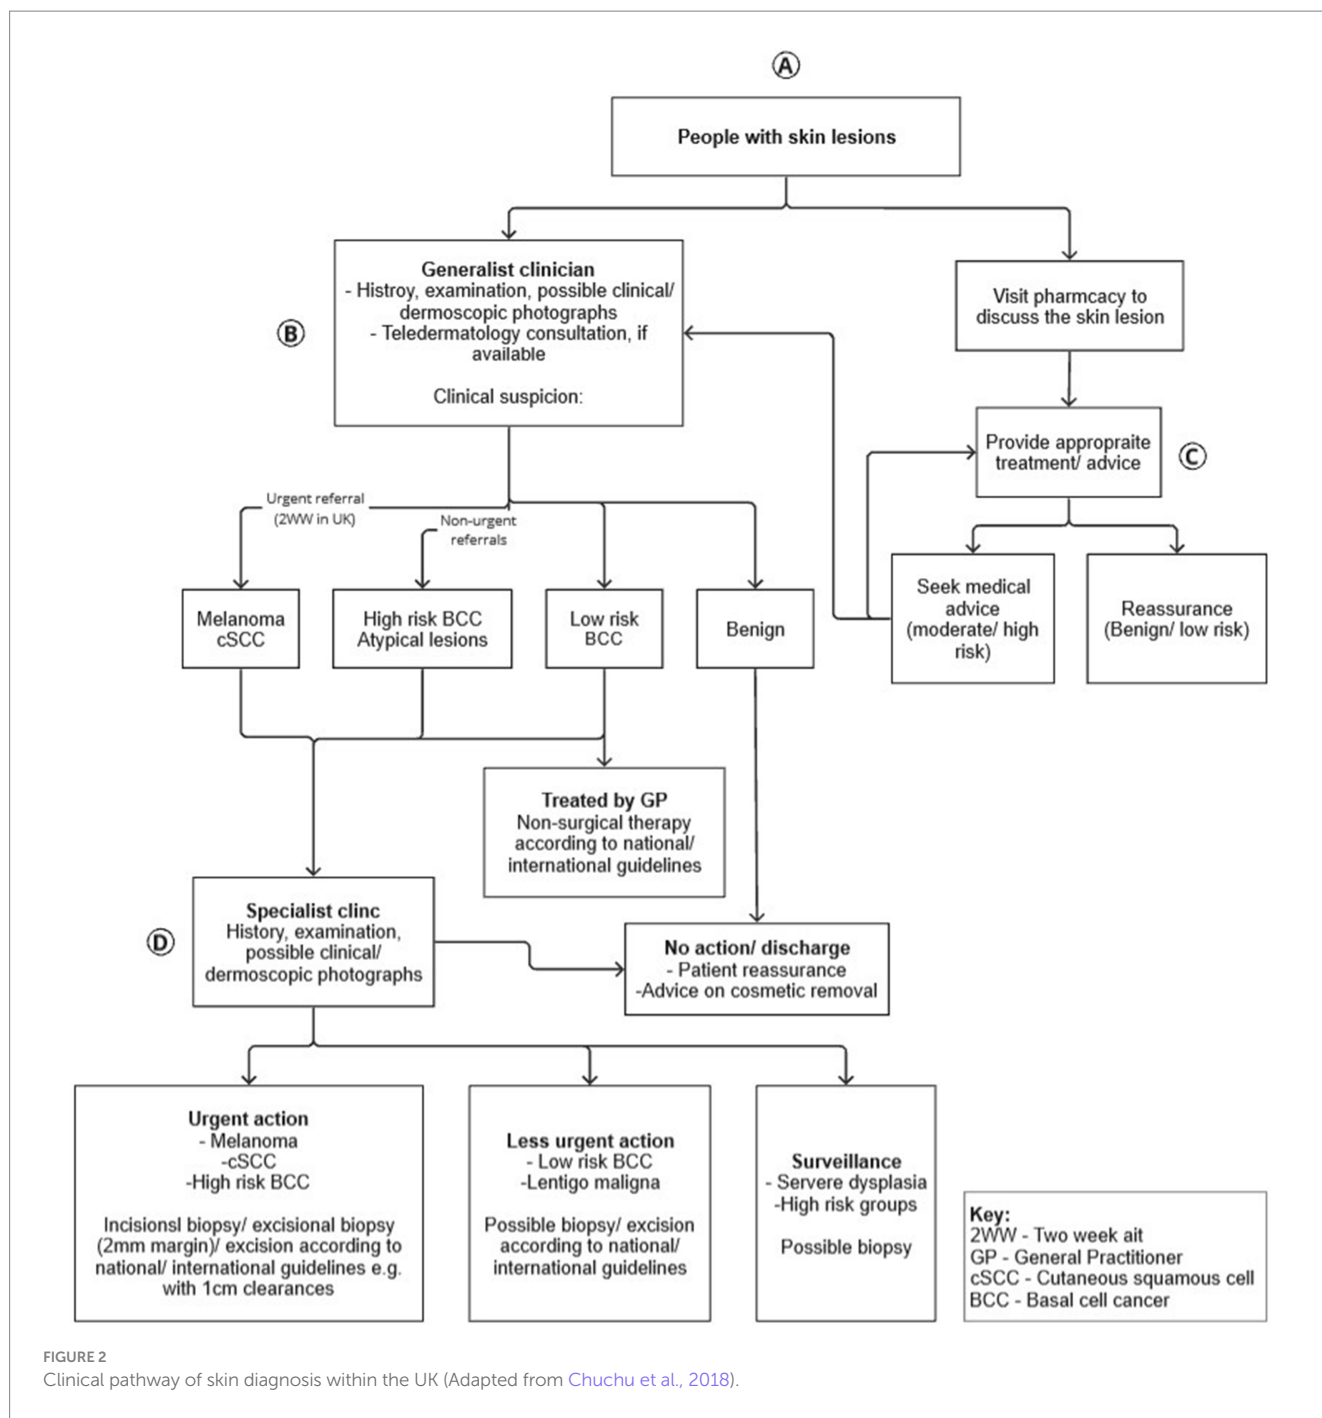 A
People with skin lesions
Generalist clinician
- Histroy, examination, possible clinical/
dermoscopic photographs
- Teledermatology consultation, if
available
Clinical suspicion:
B
Visit pharmcacy to
discuss the skin lesion
Provide appropraite
treatment/ advice
C
Urgent referral
(2WW in UK)
Non-urgent
referrals
Melanoma
cSCC
High risk BCC
Atypical lesions
Low risk
BCC
Benign
Seek medical
advice
(moderate/ high
risk)
Reassurance
(Benign/ low risk)
Treated by GP
Non-surgical therapy
according to national/
international guidelines
D
Specialist clinc
History, examination,
possible clinical/
dermoscopic photographs
No action/ discharge
- Patient reassurance
-Advice on cosmetic removal
Urgent action
- Melanoma
-cSCC
-High risk BCC
Incisionsl biopsy/ excisional biopsy
(2mm margin)/ excision according to
national/ international guidelines e.g.
with 1cm clearances
Less urgent action
- Low risk BCC
-Lentigo maligna
Possible biopsy/ excision
according to national/
international guidelines
Surveillance
- Servere dysplasia
-High risk groups
Possible biopsy
Key:
2WW - Two week ait
GP - General Practitioner
cSCC - Cutaneous squamous cell
BCC - Basal cell cancer
FIGURE 2
Clinical pathway of skin diagnosis within the UK (Adapted from Chuchu et al., 2018).